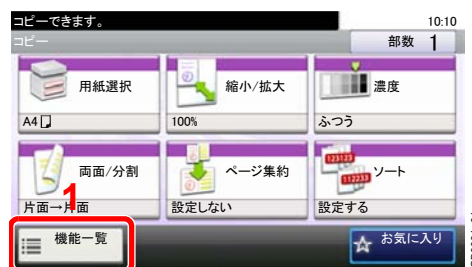 コピーできます。 10:10
コピー 部数 1
用紙選択 縮小/拡大 濃度
A4 100% ふつう
両面/分割 ページ集約 ソート
123123
112233
片面→片面 設定しない 設定する
1
機能一覧 お気に入り